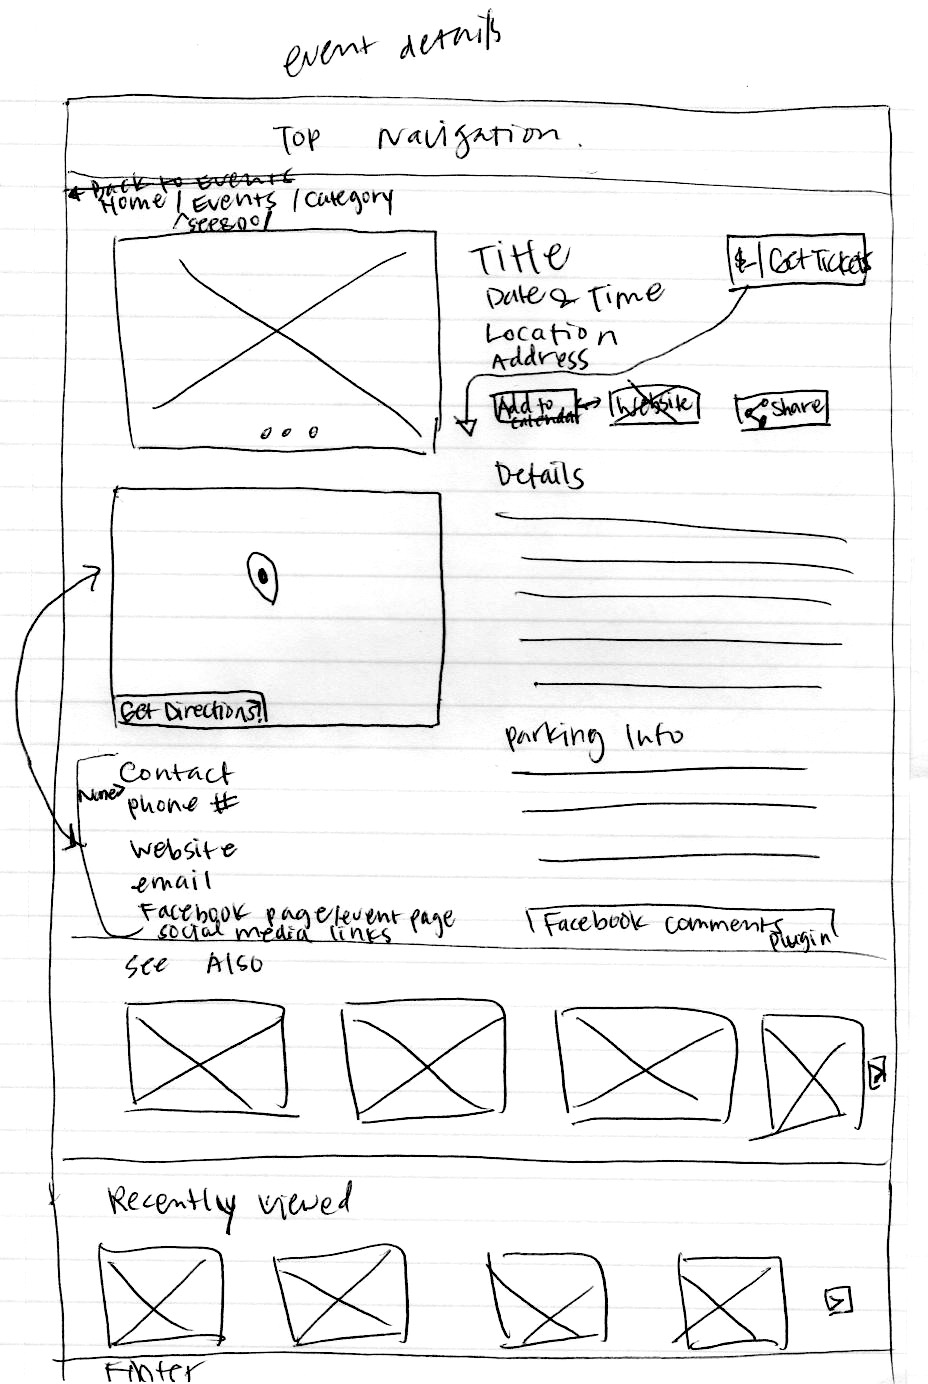 event details
Top Navigation.
Back to Events
Home / Events / Category
Title
$-| Get Tickets
Date & Time
Location
Address
Add to
calendar
Website
Share
Details
Get Directions!
Parking Info
Contact
Name
phone #
website
email
Facebook page/event page
social media links
Facebook comments
plugin
see Also
Recently viewed
Footer